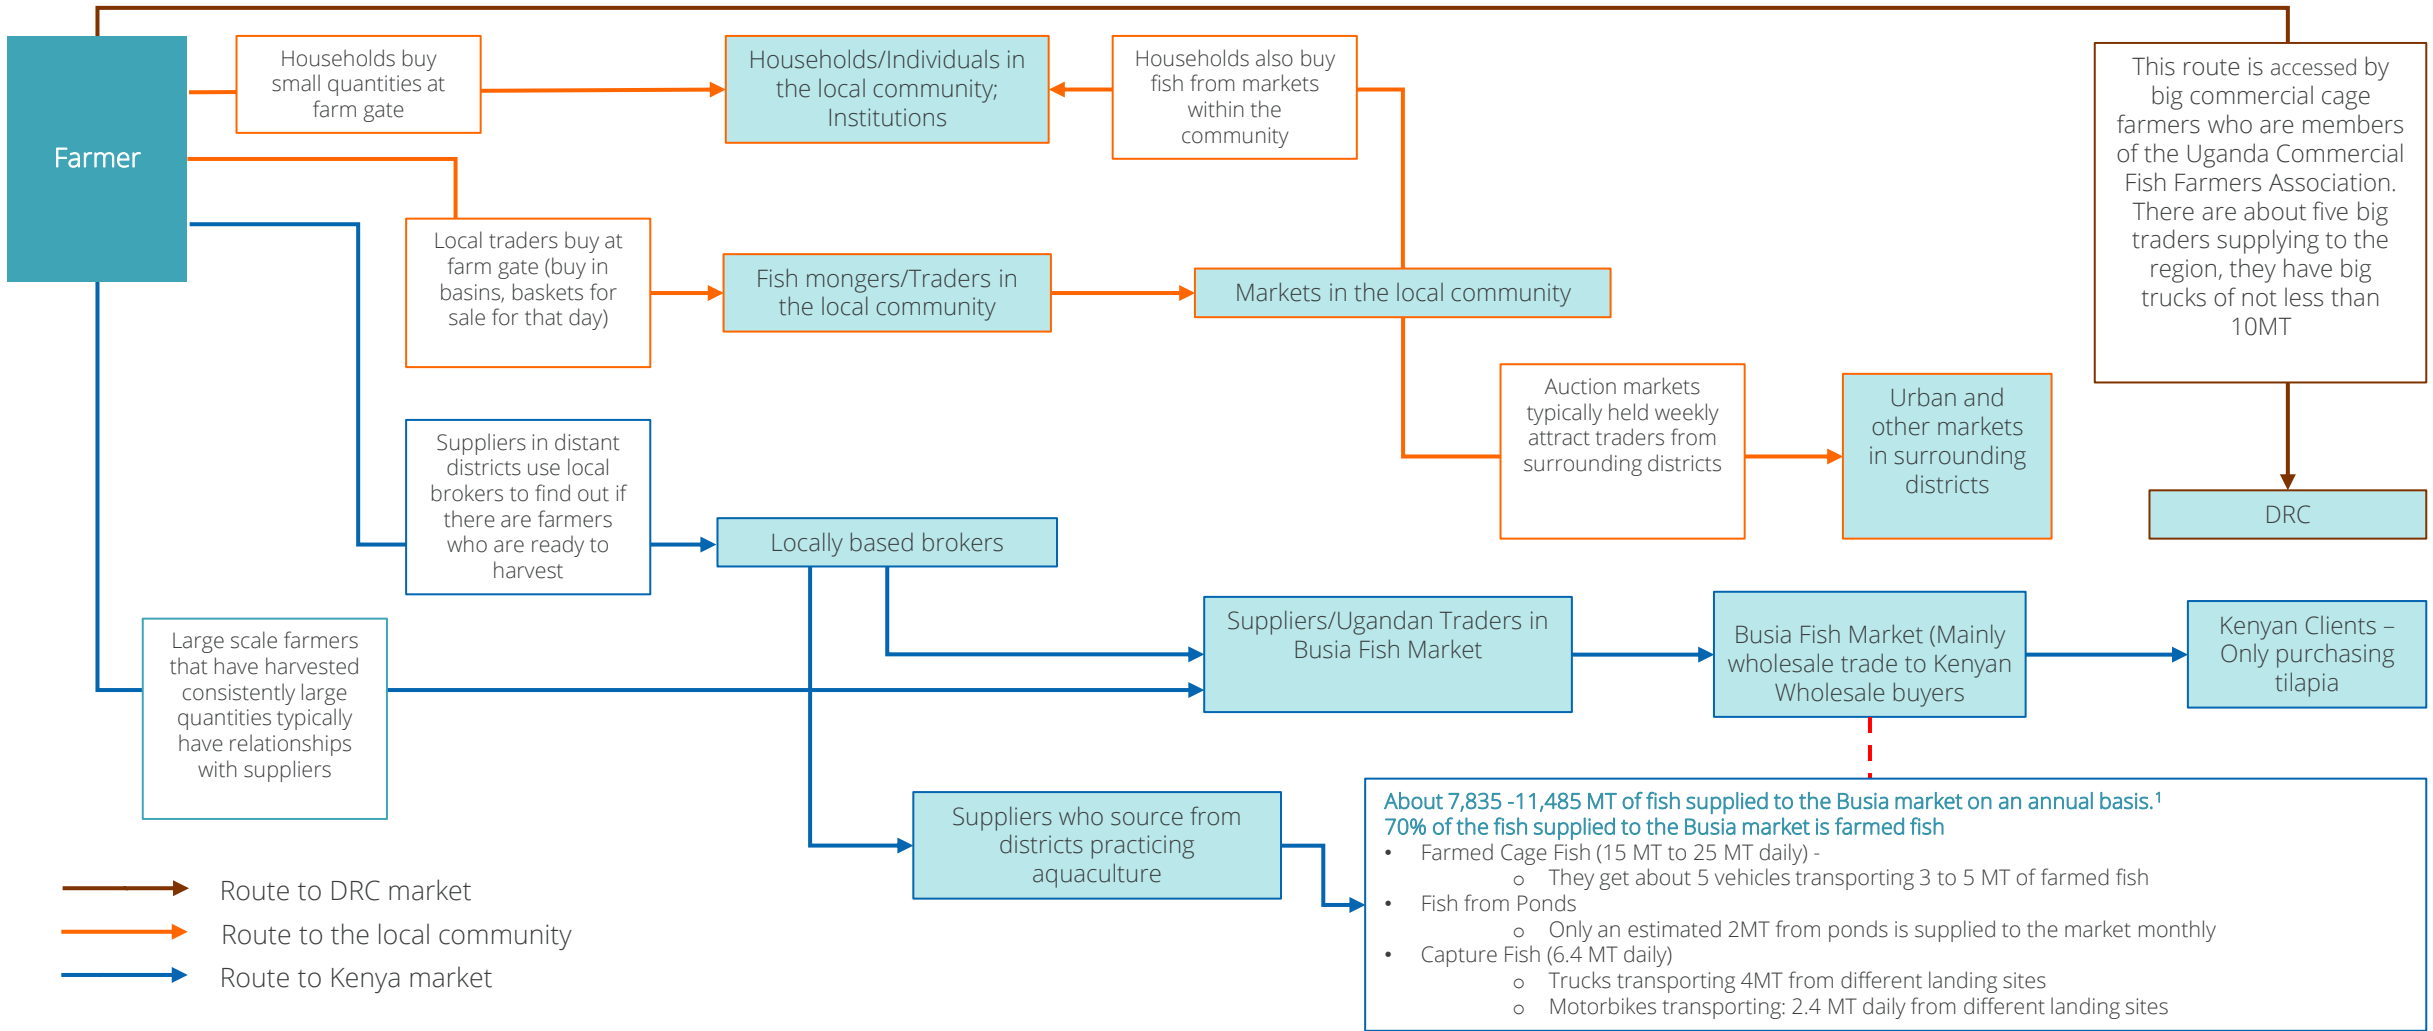 Farmer
Households buy
small quantities at
farm gate
Households/Individuals in
the local community;
Institutions
Households also buy
fish from markets
within the
community
This route is accessed by
big commercial cage
farmers who are members
of the Uganda Commercial
Fish Farmers Association.
There are about five big
traders supplying to the
region, they have big
trucks of not less than
10MT
Local traders buy at
farm gate (buy in
basins, baskets for
sale for that day)
Fish mongers/Traders in
the local community
Markets in the local community
Auction markets
typically held weekly
attract traders from
surrounding districts
Urban and
other markets
in surrounding
districts
DRC
Suppliers in distant
districts use local
brokers to find out if
there are farmers
who are ready to
harvest
Locally based brokers
Large scale farmers
that have harvested
consistently large
quantities typically
have relationships
with suppliers
Suppliers/Ugandan Traders in
Busia Fish Market
Busia Fish Market (Mainly
wholesale trade to Kenyan
Wholesale buyers
Kenyan Clients –
Only purchasing
tilapia
Suppliers who source from
districts practicing
aquaculture
About 7,835 -11,485 MT of fish supplied to the Busia market on an annual basis.¹
70% of the fish supplied to the Busia market is farmed fish
• Farmed Cage Fish (15 MT to 25 MT daily) -
o They get about 5 vehicles transporting 3 to 5 MT of farmed fish
• Fish from Ponds
o Only an estimated 2MT from ponds is supplied to the market monthly
• Capture Fish (6.4 MT daily)
o Trucks transporting 4MT from different landing sites
o Motorbikes transporting: 2.4 MT daily from different landing sites
Route to DRC market
Route to the local community
Route to Kenya market